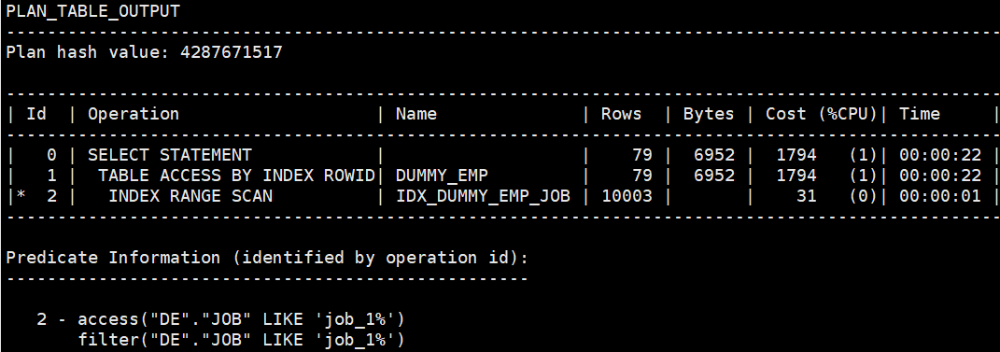 PLAN_TABLE_OUTPUT
--------------------------------------------------------------------------------------------------
Plan hash value: 4287671517
--------------------------------------------------------------------------------------------------
| Id  | Operation                   | Name              | Rows  | Bytes | Cost (%CPU)| Time     |
--------------------------------------------------------------------------------------------------
|   0 | SELECT STATEMENT            |                   |    79 |  6952 |  1794   (1)| 00:00:22 |
|   1 |  TABLE ACCESS BY INDEX ROWID| DUMMY_EMP         |    79 |  6952 |  1794   (1)| 00:00:22 |
|*  2 |   INDEX RANGE SCAN          | IDX_DUMMY_EMP_JOB | 10003 |       |    31   (0)| 00:00:01 |
--------------------------------------------------------------------------------------------------
Predicate Information (identified by operation id):
---------------------------------------------------
   2 - access("DE"."JOB" LIKE 'job_1%')
       filter("DE"."JOB" LIKE 'job_1%')